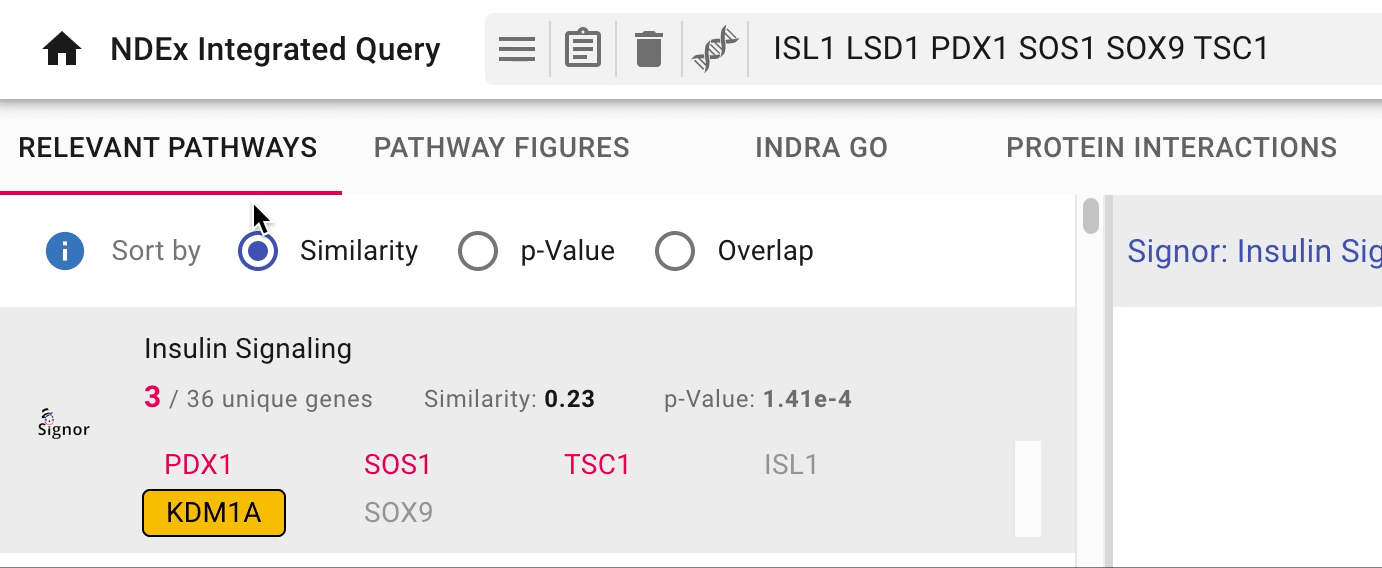 NDEx Integrated Query
ISL1 LSD1 PDX1 SOS1 SOX9 TSC1
RELEVANT PATHWAYS PATHWAY FIGURES INDRA GO PROTEIN INTERACTIONS
i Sort by Similarity p-Value Overlap
Signor: Insulin Sig
Insulin Signaling
3 / 36 unique genes Similarity: 0.23 p-Value: 1.41e-4
Signor
PDX1 SOS1 TSC1 ISL1
KDM1A SOX9